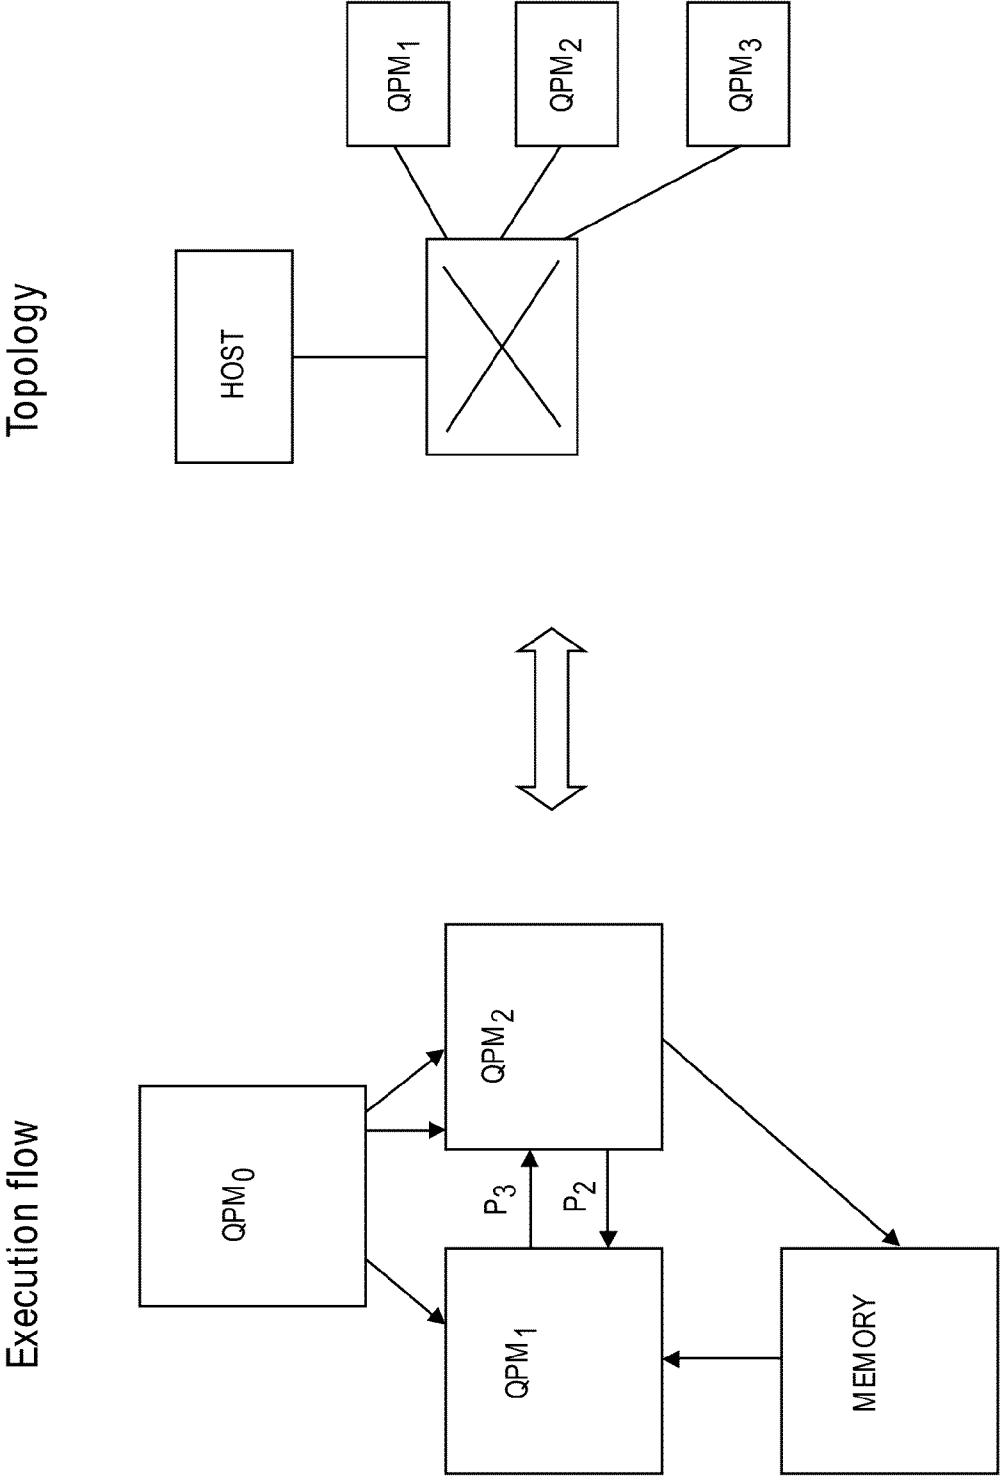 Execution flow
QPM0
QPM1
QPM2
P3
P2
MEMORY
Topology
HOST
QPM1
QPM2
QPM3